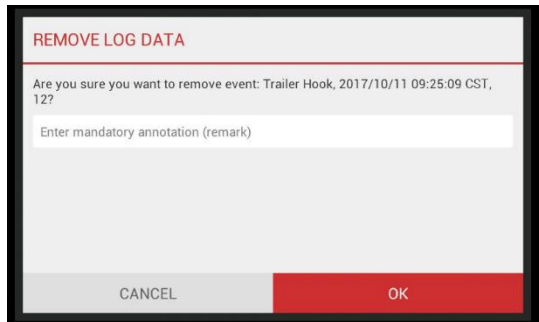 REMOVE LOG DATA
Are you sure you want to remove event: Trailer Hook, 2017/10/11 09:25:09 CST,
12?
Enter mandatory annotation (remark)
CANCEL
OK